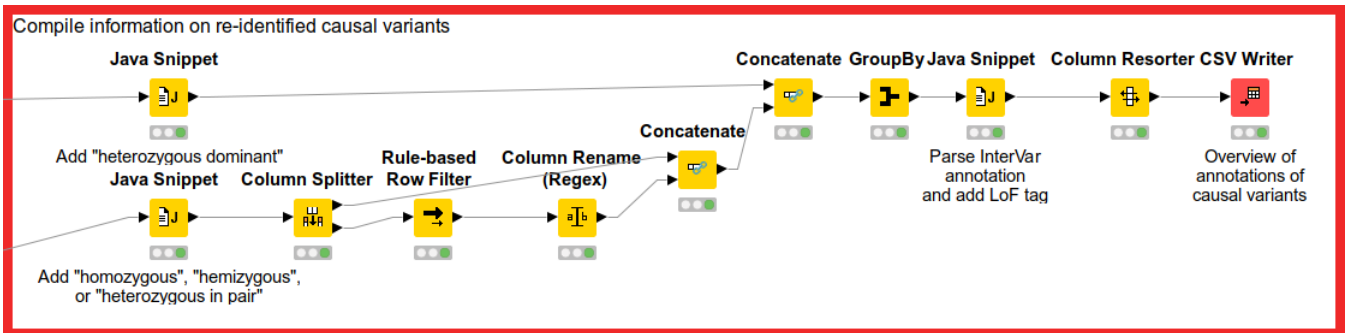 Compile information on re-identified causal variants
Java Snippet
Concatenate GroupBy Java Snippet Column Resorter CSV Writer
Add "heterozygous dominant"
Concatenate
Parse InterVar
annotation
and add LoF tag
Overview of
annotations of
causal variants
Java Snippet Column Splitter
Rule-based
Row Filter
Column Rename
(Regex)
Add "homozygous", "hemizygous",
or "heterozygous in pair"